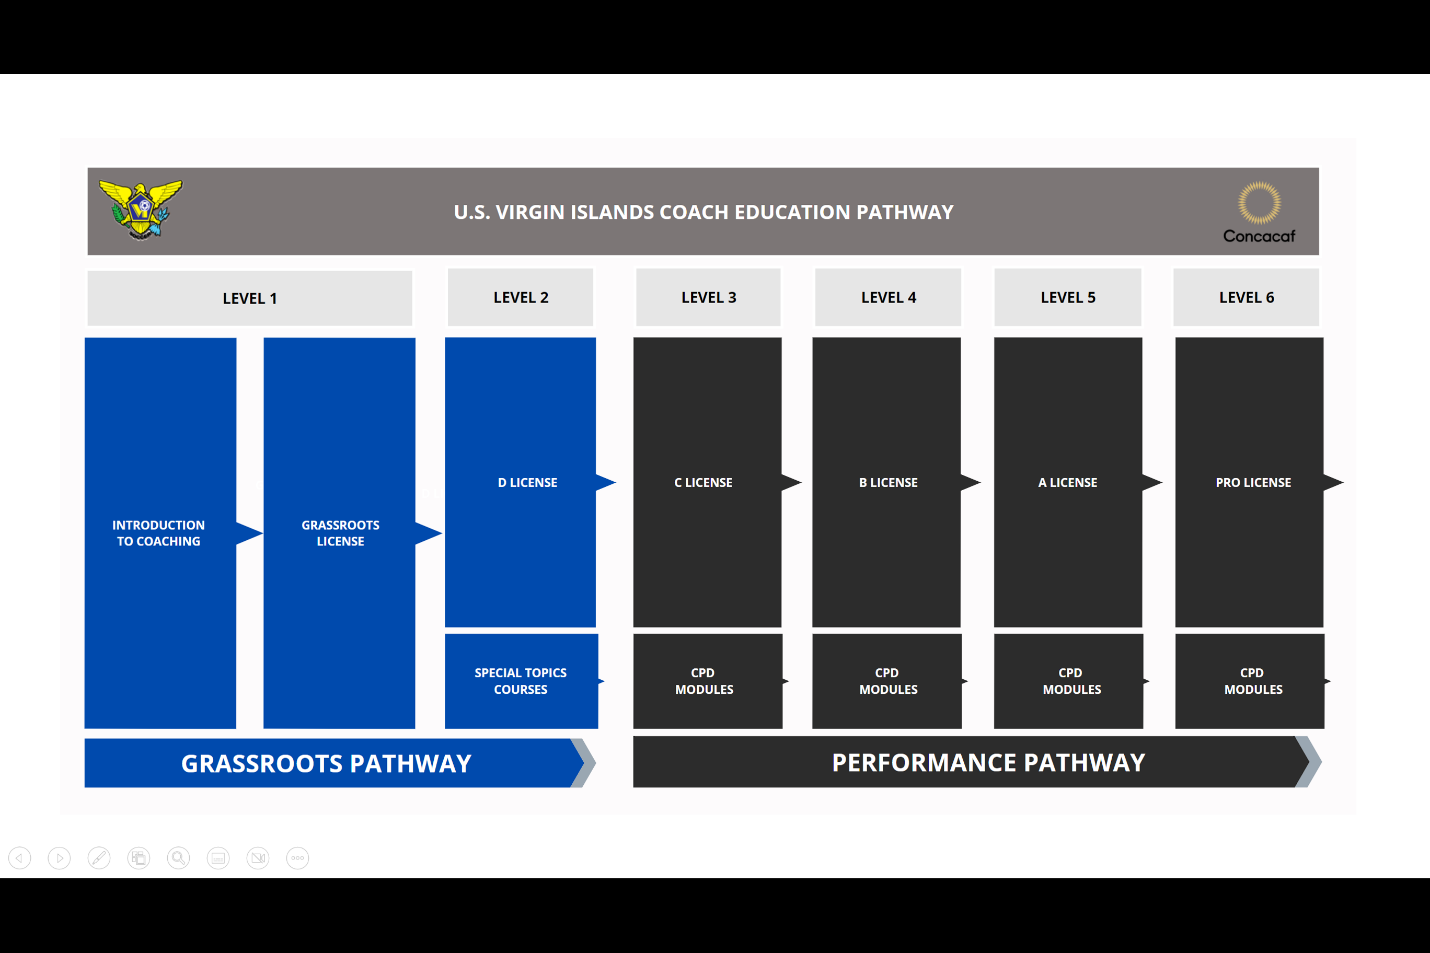 U.S. VIRGIN ISLANDS COACH EDUCATION PATHWAY
Concacaf
LEVEL 1
LEVEL 2
LEVEL 3
LEVEL 4
LEVEL 5
LEVEL 6
INTRODUCTION
TO COACHING
GRASSROOTS
LICENSE
D LICENSE
C LICENSE
B LICENSE
A LICENSE
PRO LICENSE
SPECIAL TOPICS
COURSES
CPD
MODULES
CPD
MODULES
CPD
MODULES
CPD
MODULES
GRASSROOTS PATHWAY
PERFORMANCE PATHWAY